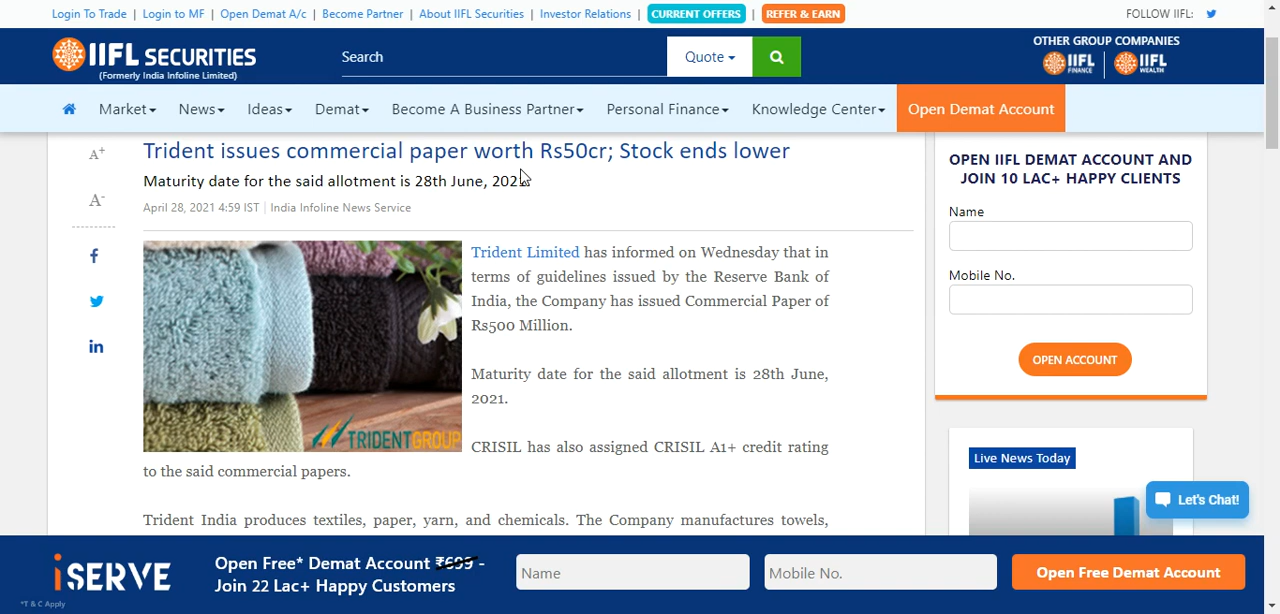 Login To Trade | Login to MF | Open Demat A/c | Become Partner | About IIFL Securities | Investor Relations | CURRENT OFFERS | REFER & EARN
FOLLOW IIFL:
IIFL SECURITIES
(Formerly India Infoline Limited)
Search
Quote
OTHER GROUP COMPANIES
IIFL FINANCE
IIFL WEALTH
Market
News
Ideas
Demat
Become A Business Partner
Personal Finance
Knowledge Center
Open Demat Account
A+
A-
Trident issues commercial paper worth Rs50cr; Stock ends lower
Maturity date for the said allotment is 28th June,
April 28, 2021 4:59 IST | India Infoline News Service
TRIDENTGROUP
Trident Limited has informed on Wednesday that in
terms of guidelines issued by the Reserve Bank of
India, the Company has issued Commercial Paper of
Rs500 Million.
Maturity date for the said allotment is 28th June,
2021.
CRISIL has also assigned CRISIL A1+ credit rating
to the said commercial papers.
Trident India produces textiles, paper, yarn, and chemicals. The Company manufactures towels,
OPEN IIFL DEMAT ACCOUNT AND
JOIN 10 LAC+ HAPPY CLIENTS
Name
Mobile No.
OPEN ACCOUNT
Live News Today
Let's Chat!
iSERVE
*T & C Apply
Open Free* Demat Account ₹699 -
Join 22 Lac+ Happy Customers
Name
Mobile No.
Open Free Demat Account